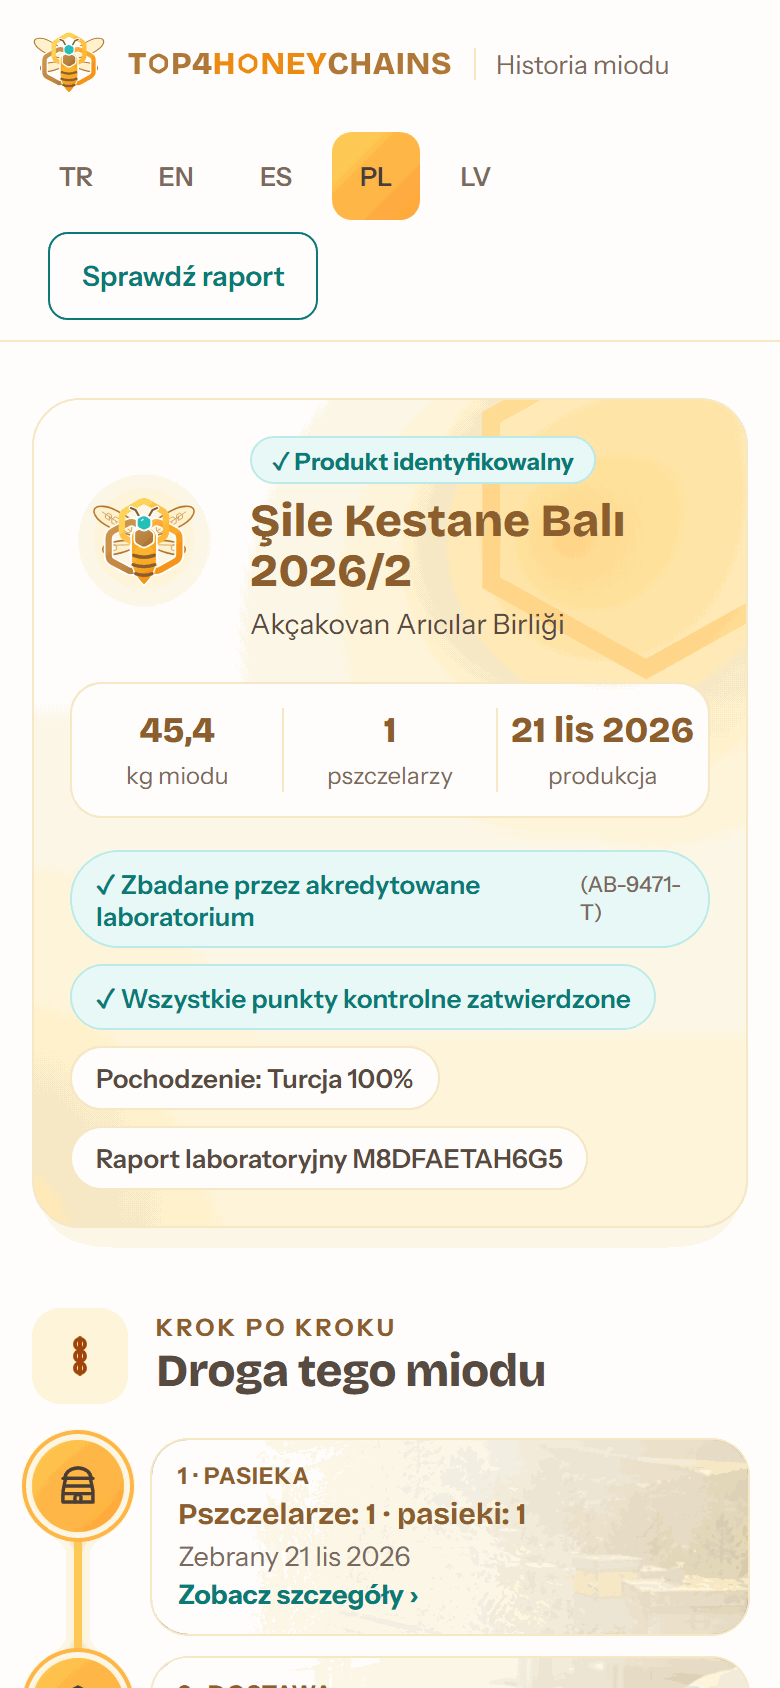 TOP4HONEYCHAINS
Historia miodu
TR EN ES PL LV
Sprawdź raport
✓ Produkt identyfikowalny
Şile Kestane Balı
2026/2
Akçakovan Arıcılar Birliği
45,4
kg miodu
1
pszczelarzy
21 lis 2026
produkcja
✓ Zbadane przez akredytowane
laboratorium
(AB-9471-
T)
✓ Wszystkie punkty kontrolne zatwierdzone
Pochodzenie: Turcja 100%
Raport laboratoryjny M8DFAETAH6G5
KROK PO KROKU
Droga tego miodu
1 · PASIEKA
Pszczelarze: 1 · pasieki: 1
Zebrany 21 lis 2026
Zobacz szczegóły ›